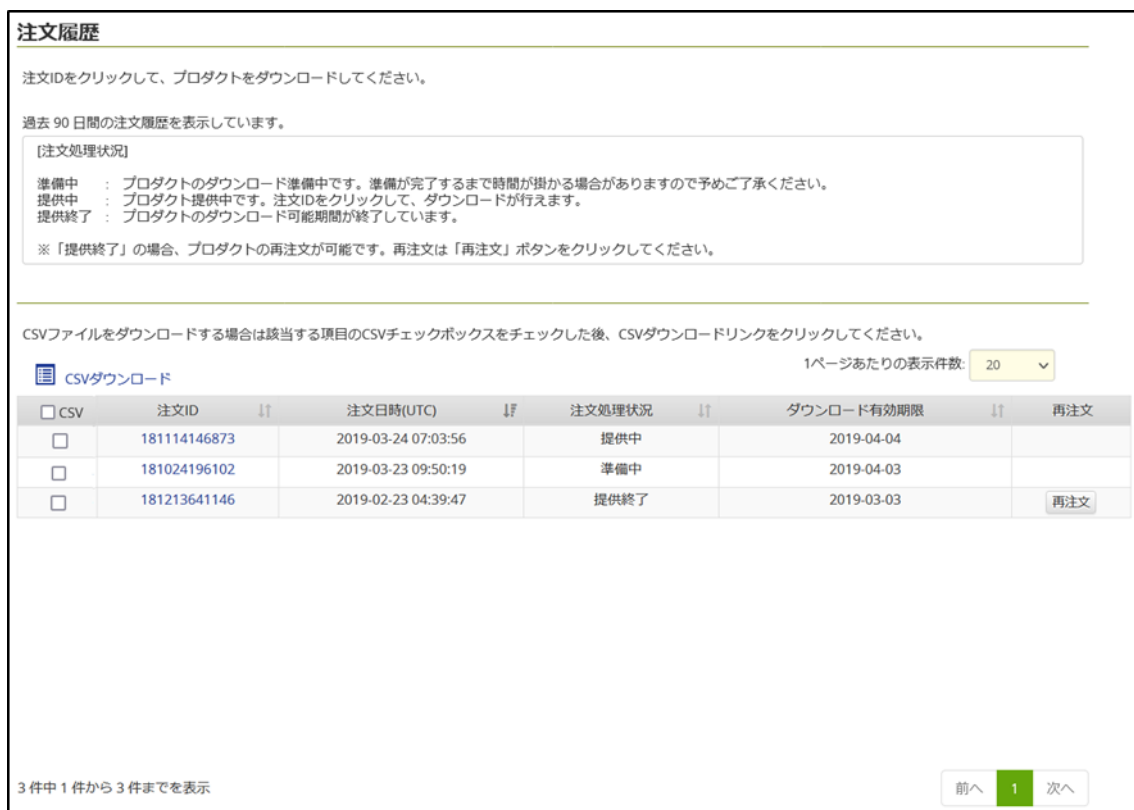 注文履歴
注文IDをクリックして、プロダクトをダウンロードしてください。
過去 90 日間の注文履歴を表示しています。
[注文処理状況]
準備中 : プロダクトのダウンロード準備中です。準備が完了するまで時間が掛かる場合がありますので予めご了承ください。
提供中 : プロダクト提供中です。注文IDをクリックして、ダウンロードが行えます。
提供終了 : プロダクトのダウンロード可能期間が終了しています。
※「提供終了」の場合、プロダクトの再注文が可能です。再注文は「再注文」ボタンをクリックしてください。
CSVファイルをダウンロードする場合は該当する項目のCSVチェックボックスをチェックした後、CSVダウンロードリンクをクリックしてください。
1ページあたりの表示件数: 20
CSVダウンロード
CSV 注文ID 注文日時(UTC) 注文処理状況 ダウンロード有効期限 再注文
181114146873 2019-03-24 07:03:56 提供中 2019-04-04
181024196102 2019-03-23 09:50:19 準備中 2019-04-03
181213641146 2019-02-23 04:39:47 提供終了 2019-03-03 再注文
3 件中 1 件から 3 件までを表示 前へ 1 次へ